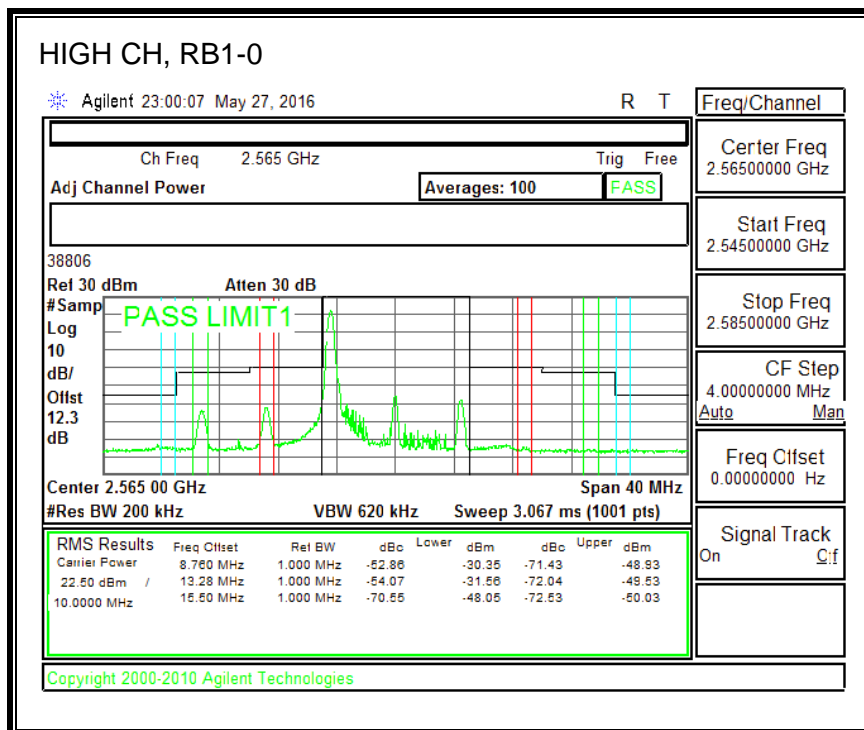 HIGH CH, RB1-0
Agilent 23:00:07 May 27, 2016 R T
Freq/Channel
Ch Freq 2.565 GHz Trig Free
Adj Channel Power Averages: 100 PASS
38806
Ref 30 dBm Atten 30 dB
#Samp
Log
10
dB/
Offst
12.3
dB
PASS LIMIT1
Center 2.565 00 GHz Span 40 MHz
#Res BW 200 kHz VBW 620 kHz Sweep 3.067 ms (1001 pts)
RMS Results Freq Offset Ref BW dBc Lower dBm dBc Upper dBm
Carrier Power 8.760 MHz 1.000 MHz -52.86 -30.35 -71.43 -48.93
22.50 dBm / 13.28 MHz 1.000 MHz -54.07 -31.56 -72.04 -49.53
10.0000 MHz 15.50 MHz 1.000 MHz -70.55 -48.05 -72.53 -50.03
Copyright 2000-2010 Agilent Technologies
Center Freq
2.56500000 GHz
Start Freq
2.54500000 GHz
Stop Freq
2.58500000 GHz
CF Step
4.00000000 MHz
Auto Man
Freq Offset
0.00000000 Hz
Signal Track
On Off